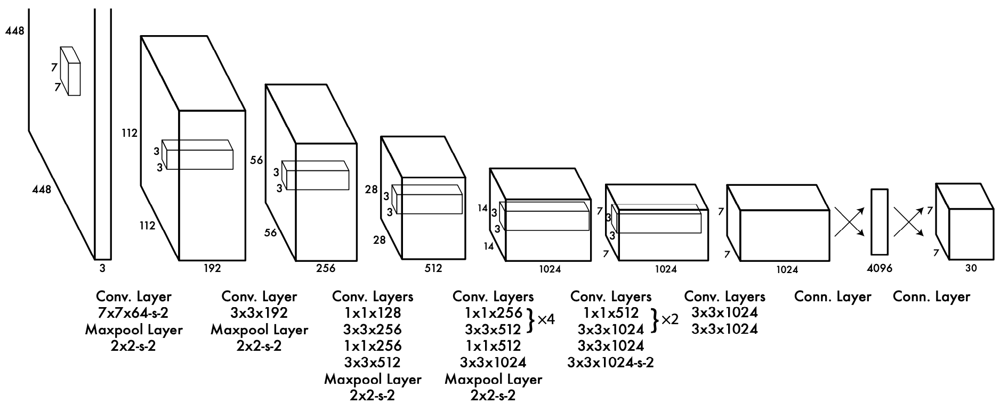 448
448
7
7
3
112
112
3
3
192
56
56
3
3
256
28
28
3
3
512
14
14
3
3
1024
7
7
3
3
1024
7
7
1024
4096
7
7
30
Conv. Layer
7x7x64-s-2
Maxpool Layer
2x2-s-2
Conv. Layer
3x3x192
Maxpool Layer
2x2-s-2
Conv. Layers
1x1x128
3x3x256
1x1x256
3x3x512
Maxpool Layer
2x2-s-2
Conv. Layers
1x1x256
3x3x512
} ×4
1x1x512
3x3x1024
Maxpool Layer
2x2-s-2
Conv. Layers
1x1x512
3x3x1024
} ×2
3x3x1024
3x3x1024-s-2
Conv. Layers
3x3x1024
3x3x1024
Conn. Layer
Conn. Layer